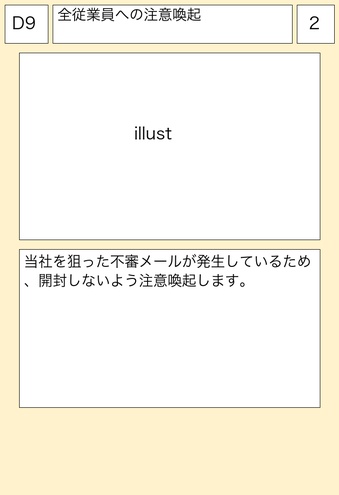 D9
全従業員への注意喚起
2
illust
当社を狙った不審メールが発生しているため
、開封しないよう注意喚起します。